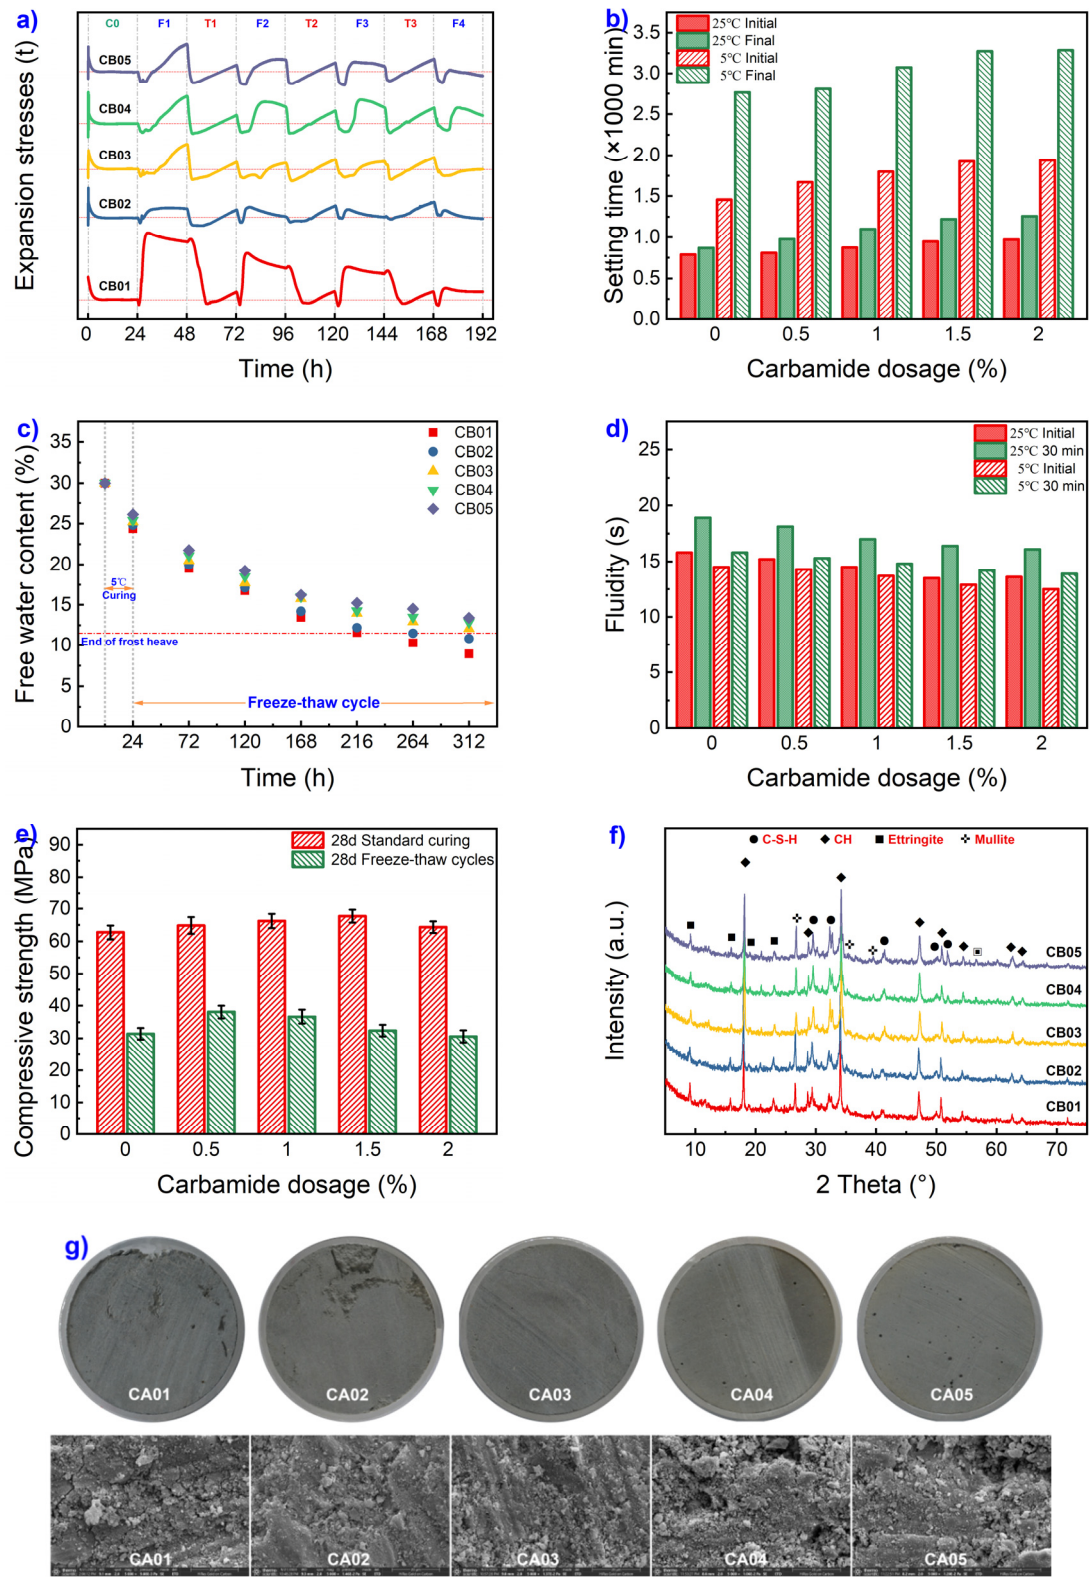 a)
C0 F1 T1 F2 T2 F3 T3 F4
Expansion stresses (t)
CB05
CB04
CB03
CB02
CB01
0 24 48 72 96 120 144 168 192
Time (h)
b)
25℃ Initial
25℃ Final
5℃ Initial
5℃ Final
Setting time (×1000 min)
3.5
3.0
2.5
2.0
1.5
1.0
0.5
0.0
0 0.5 1 1.5 2
Carbamide dosage (%)
c)
Free water content (%)
35
30
25
20
15
10
5
0
CB01
CB02
CB03
CB04
CB05
5℃
Curing
End of frost heave
Freeze-thaw cycle
24 72 120 168 216 264 312
Time (h)
d)
25℃ Initial
25℃ 30 min
5℃ Initial
5℃ 30 min
Fluidity (s)
25
20
15
10
5
0
0 0.5 1 1.5 2
Carbamide dosage (%)
e)
Compressive strength (MPa)
90
80
70
60
50
40
30
20
10
0
28d Standard curing
28d Freeze-thaw cycles
0 0.5 1 1.5 2
Carbamide dosage (%)
f)
C-S-H CH Ettringite Mullite
Intensity (a.u.)
CB05
CB04
CB03
CB02
CB01
10 20 30 40 50 60 70
2 Theta (°)
g)
CA01 CA02 CA03 CA04 CA05
CA01 CA02 CA03 CA04 CA05